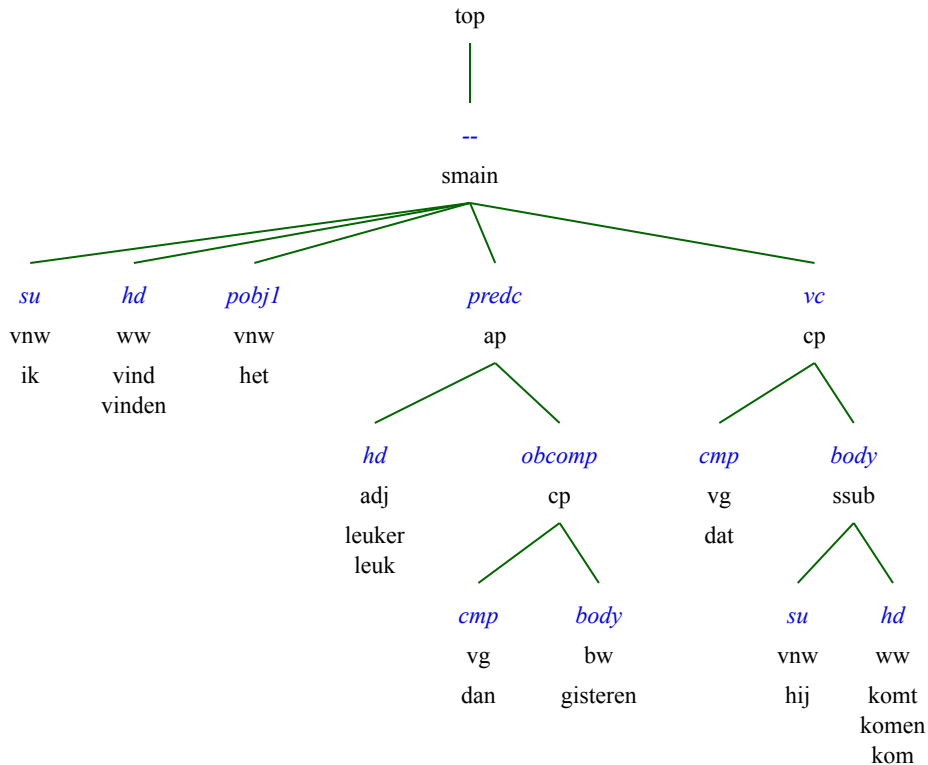 top
--
smain
su hd pobj1 predc vc
vnw ww vnw ap cp
ik vind het
vinden
hd obcomp cmp body
adj cp vg ssub
leuker dat
leuk
cmp body su hd
vg bw vnw ww
dan gisteren hij komt
komen
kom